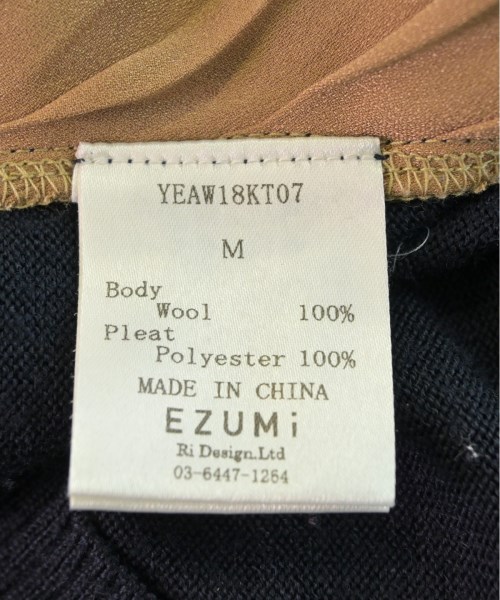 YEAW18KT07
M
Body
Wool 100%
Pleat
Polyester 100%
MADE IN CHINA
EZUMi
Ri Design.Ltd
03-6447-1264